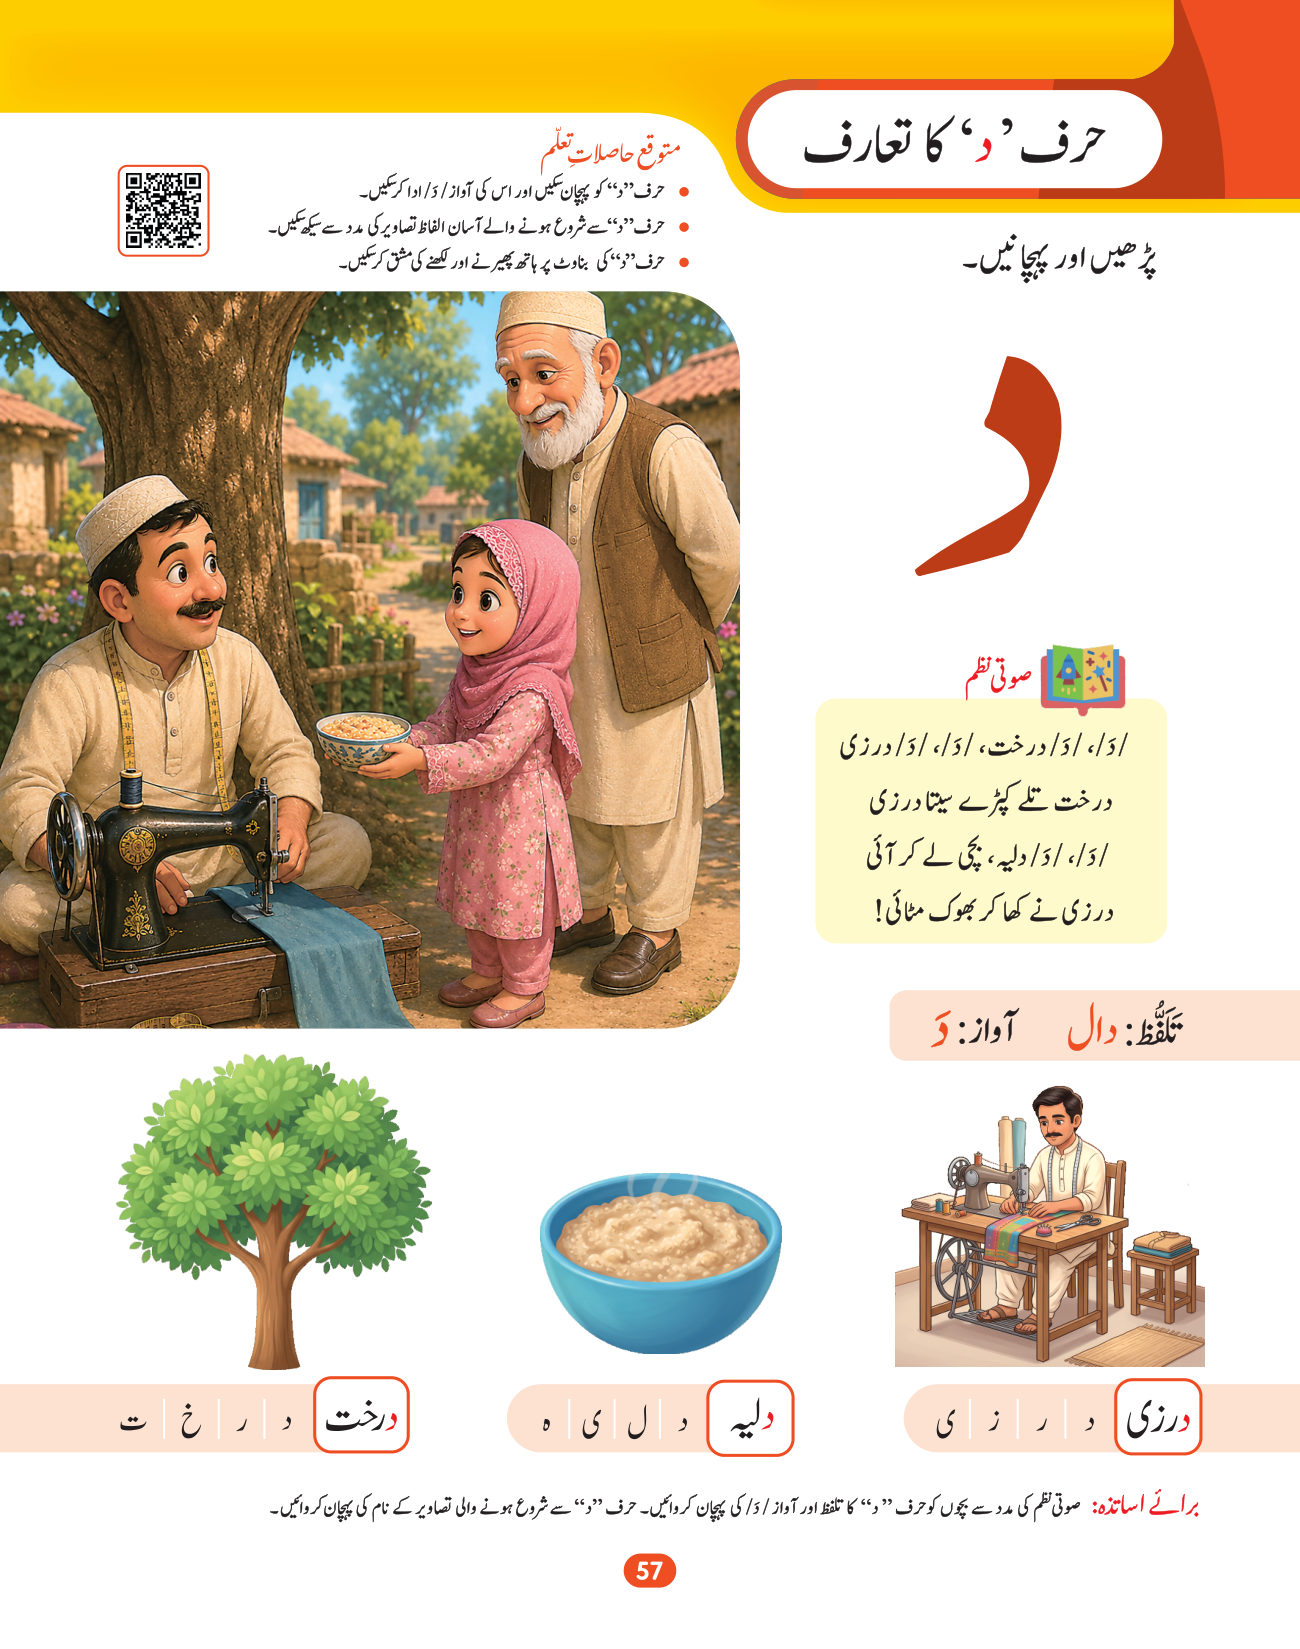 حرف ’د‘ کا تعارف
متوقع حاصلاتِ تعلّم
حرف ”د“ کو پہچان سکیں اور اس کی آواز /دَ/ ادا کر سکیں۔
حرف ”د“ سے شروع ہونے والے آسان الفاظ تصاویر کی مدد سے سیکھ سکیں۔
حرف ”د“ کی بناوٹ پر ہاتھ پھیرنے اور لکھنے کی مشق کر سکیں۔
پڑھیں اور پہچانیں۔
د
صوتی نظم
/دَ/، /دَ/ درخت، /دَ/، /دَ/ درزی
درخت تلے کپڑے سیتا درزی
/دَ/، /دَ/ دلیہ، بچی لے کر آئی
درزی نے کھا کر بھوک مٹائی!
تَلَفُّظ: دال آواز: دَ
درزی د ر ز ی
دلیہ د ل ی ہ
درخت د ر خ ت
برائے اساتذہ: صوتی نظم کی مدد سے بچوں کو حرف ”د“ کا تلفظ اور آواز /دَ/ کی پہچان کروائیں۔ حرف ”د“ سے شروع ہونے والی تصاویر کے نام کی پہچان کروائیں۔
57